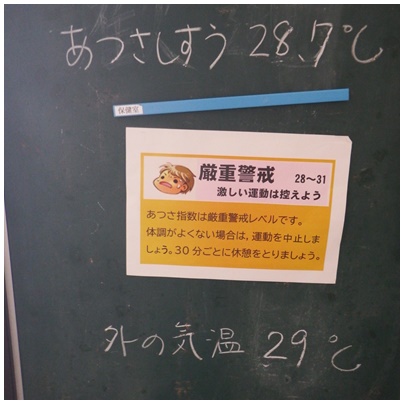 あつさしすう 28.7℃
保健室
厳重警戒 28～31
激しい運動は控えよう
あつさ指数は厳重警戒レベルです。
体調がよくない場合は，運動を中止しま
しょう。30分ごとに休憩をとりましょう。
外の気温 29℃